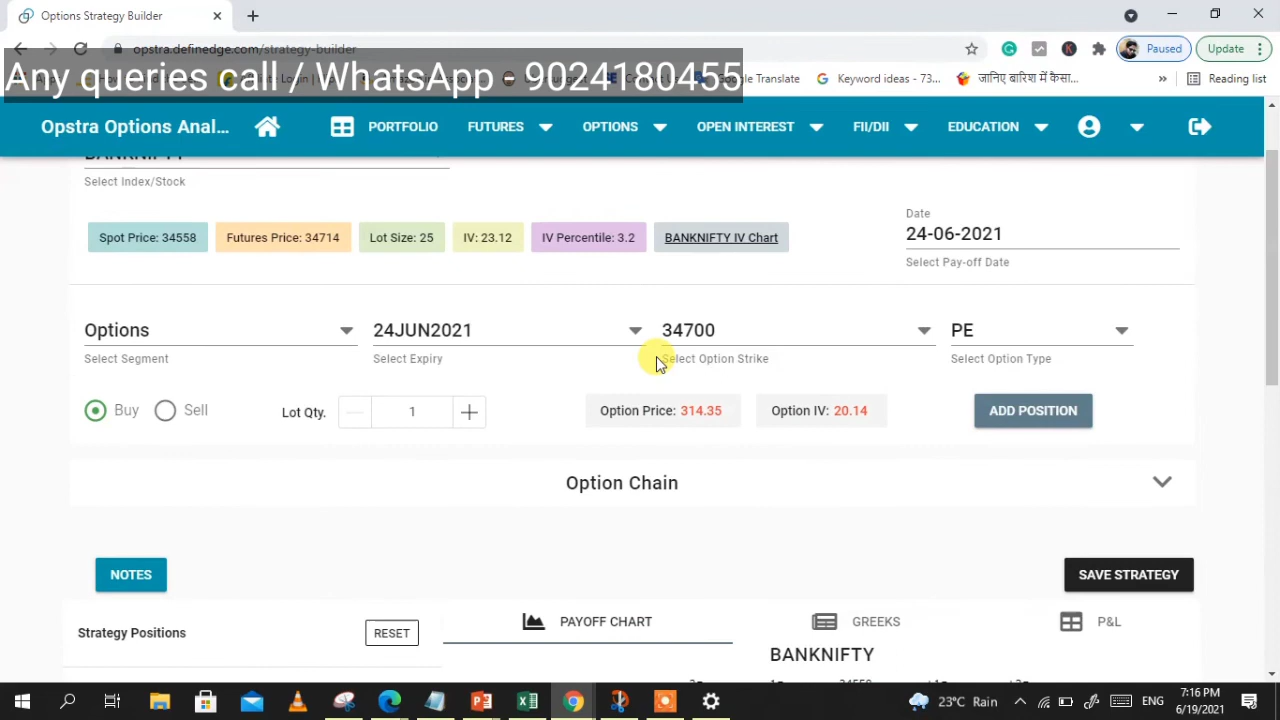 Options Strategy Builder
opstra.definedge.com/strategy-builder
Paused
Update
Any queries call / WhatsApp - 9024180455
Google Translate
Keyword ideas - 73...
जानिए बारिश में कैसा...
Reading list
Opstra Options Anal...
PORTFOLIO
FUTURES
OPTIONS
OPEN INTEREST
FII/DII
EDUCATION
BANKNIFTY
Select Index/Stock
Spot Price: 34558
Futures Price: 34714
Lot Size: 25
IV: 23.12
IV Percentile: 3.2
BANKNIFTY IV Chart
Date
24-06-2021
Select Pay-off Date
Options
24JUN2021
34700
PE
Select Segment
Select Expiry
Select Option Strike
Select Option Type
Buy
Sell
Lot Qty.
1
Option Price: 314.35
Option IV: 20.14
ADD POSITION
Option Chain
NOTES
SAVE STRATEGY
Strategy Positions
RESET
PAYOFF CHART
GREEKS
P&L
BANKNIFTY
23°C Rain
ENG
7:16 PM
6/19/2021